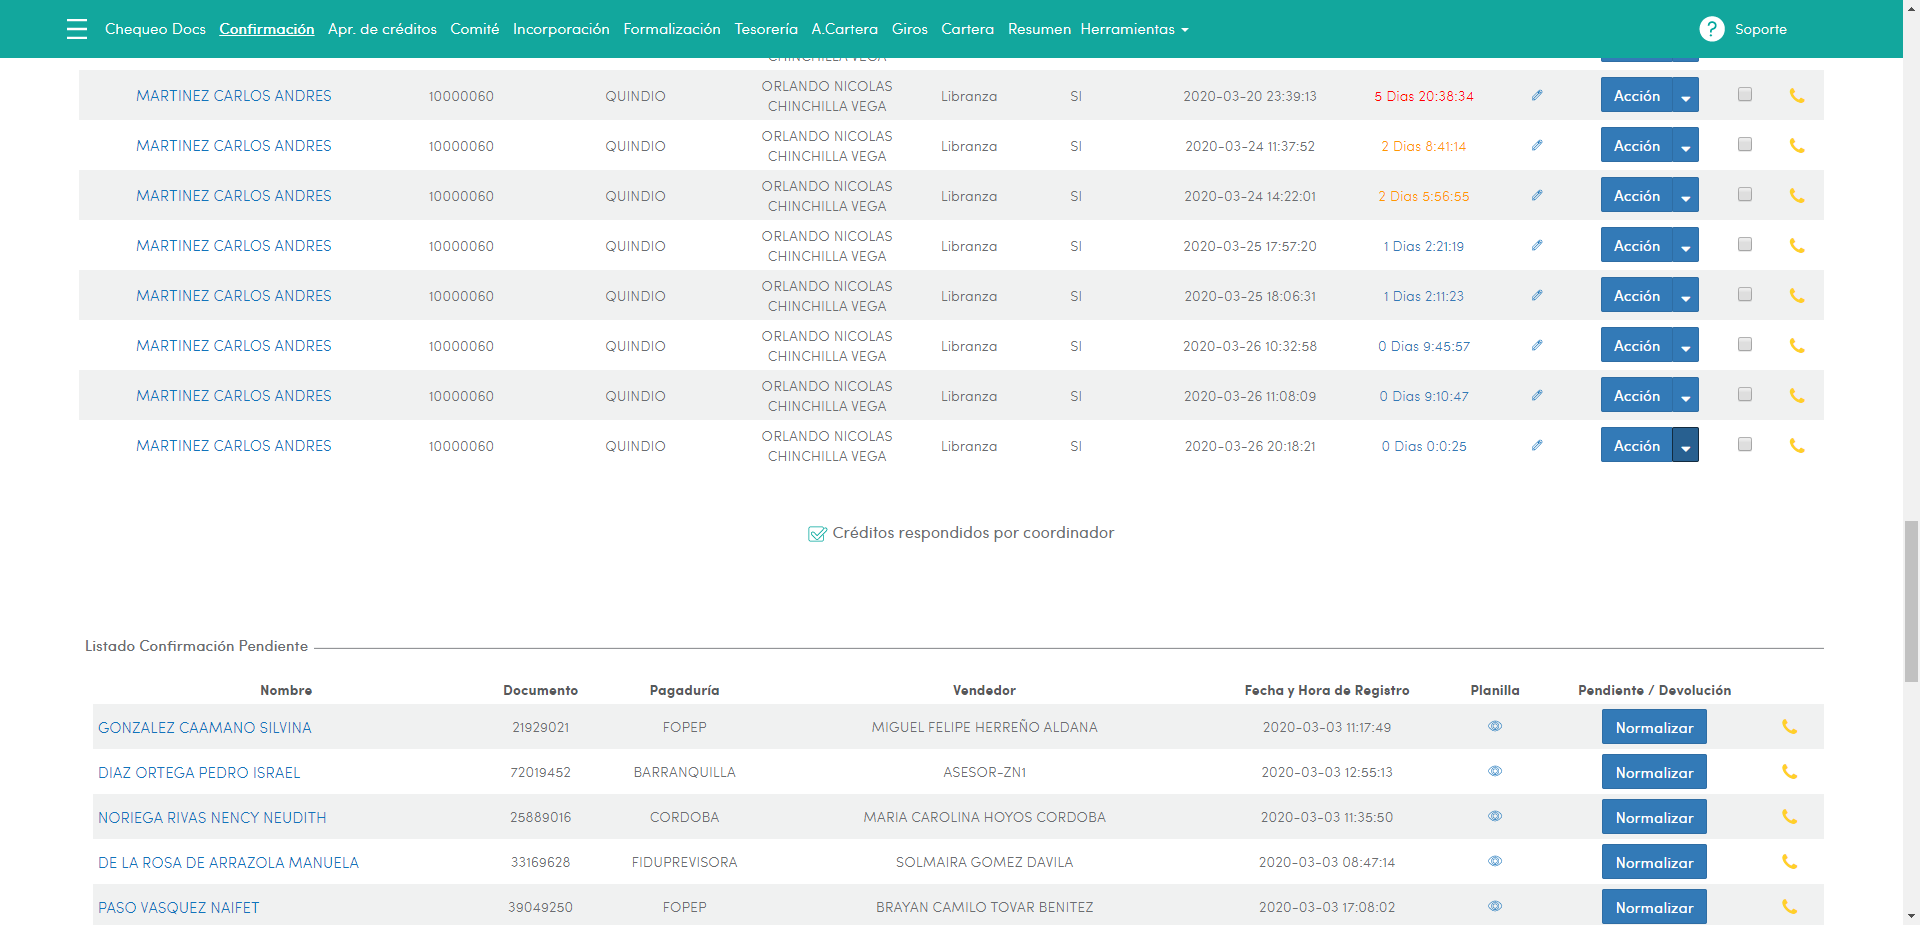 Chequeo Docs Confirmación Apr. de créditos Comité Incorporación Formalización Tesorería A.Cartera Giros Cartera Resumen Herramientas ? Soporte
CHINCHILLA VEGA
MARTINEZ CARLOS ANDRES 10000060 QUINDIO ORLANDO NICOLAS CHINCHILLA VEGA Libranza SI 2020-03-20 23:39:13 5 Dias 20:38:34 Acción
MARTINEZ CARLOS ANDRES 10000060 QUINDIO ORLANDO NICOLAS CHINCHILLA VEGA Libranza SI 2020-03-24 11:37:52 2 Dias 8:41:14 Acción
MARTINEZ CARLOS ANDRES 10000060 QUINDIO ORLANDO NICOLAS CHINCHILLA VEGA Libranza SI 2020-03-24 14:22:01 2 Dias 5:56:55 Acción
MARTINEZ CARLOS ANDRES 10000060 QUINDIO ORLANDO NICOLAS CHINCHILLA VEGA Libranza SI 2020-03-25 17:57:20 1 Dias 2:21:19 Acción
MARTINEZ CARLOS ANDRES 10000060 QUINDIO ORLANDO NICOLAS CHINCHILLA VEGA Libranza SI 2020-03-25 18:06:31 1 Dias 2:11:23 Acción
MARTINEZ CARLOS ANDRES 10000060 QUINDIO ORLANDO NICOLAS CHINCHILLA VEGA Libranza SI 2020-03-26 10:32:58 0 Dias 9:45:57 Acción
MARTINEZ CARLOS ANDRES 10000060 QUINDIO ORLANDO NICOLAS CHINCHILLA VEGA Libranza SI 2020-03-26 11:08:09 0 Dias 9:10:47 Acción
MARTINEZ CARLOS ANDRES 10000060 QUINDIO ORLANDO NICOLAS CHINCHILLA VEGA Libranza SI 2020-03-26 20:18:21 0 Dias 0:0:25 Acción
Créditos respondidos por coordinador
Listado Confirmación Pendiente
Nombre Documento Pagaduría Vendedor Fecha y Hora de Registro Planilla Pendiente / Devolución
GONZALEZ CAAMANO SILVINA 21929021 FOPEP MIGUEL FELIPE HERREÑO ALDANA 2020-03-03 11:17:49 Normalizar
DIAZ ORTEGA PEDRO ISRAEL 72019452 BARRANQUILLA ASESOR-ZN1 2020-03-03 12:55:13 Normalizar
NORIEGA RIVAS NENCY NEUDITH 25889016 CORDOBA MARIA CAROLINA HOYOS CORDOBA 2020-03-03 11:35:50 Normalizar
DE LA ROSA DE ARRAZOLA MANUELA 33169628 FIDUPREVISORA SOLMAIRA GOMEZ DAVILA 2020-03-03 08:47:14 Normalizar
PASO VASQUEZ NAIFET 39049250 FOPEP BRAYAN CAMILO TOVAR BENITEZ 2020-03-03 17:08:02 Normalizar